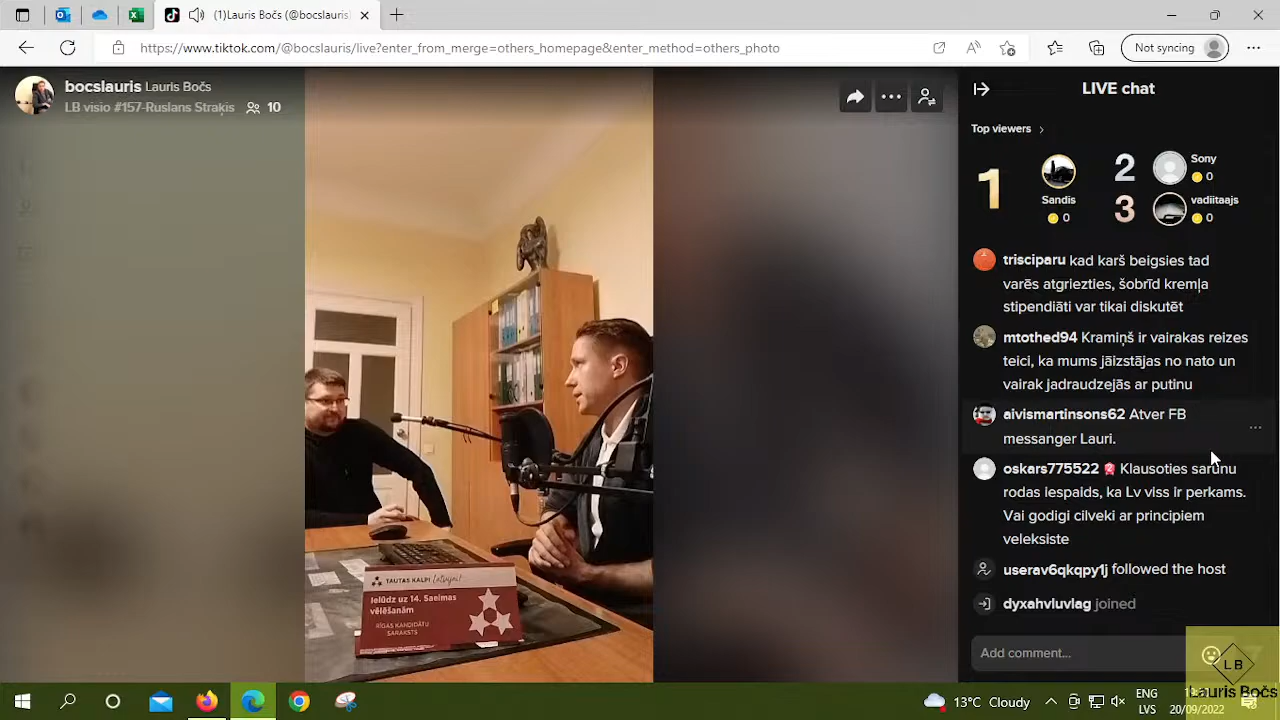 (1)Lauris Bočs (@bocslauris
https://www.tiktok.com/@bocslauris/live?enter_from_merge=others_homepage&enter_method=others_photo
Not syncing
bocslauris Lauris Bočs
LB visio #157-Ruslans Straķis 10
LIVE chat
Top viewers
1
Sandis
0
2
Sony
0
3
vadiitaajs
0
trisciparu kad karš beigsies tad
varēs atgriezties, šobrīd kremļa
stipendiāti var tikai diskutēt
mtothed94 Kramiņš ir vairakas reizes
teici, ka mums jāizstājas no nato un
vairak jadraudzejās ar putinu
aivismartinsons62 Atver FB
messanger Lauri.
oskars775522 Klausoties sarunu
rodas iespaids, ka Lv viss ir perkams.
Vai godigi cilveki ar principiem
veleksiste
userav6qkqpy1j followed the host
dyxahvluvlag joined
Add comment...
TAUTAS KALPI Latvijai!
Ielūdz uz 14. Saeimas
vēlēšanām
RĪGAS KANDIDĀTU
SARAKSTS
LB
Lauris Bočs
13°C Cloudy
ENG
LVS
20/09/2022